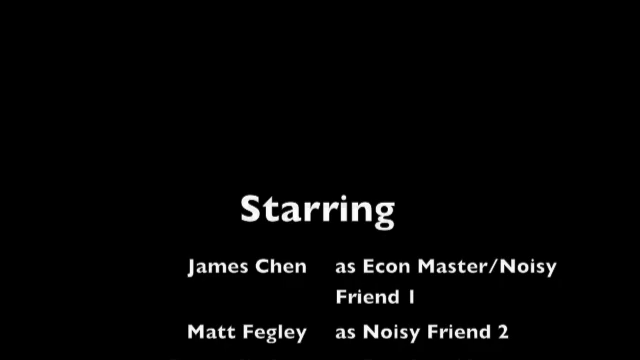 Starring
James Chen as Econ Master/Noisy
Friend 1
Matt Fegley as Noisy Friend 2